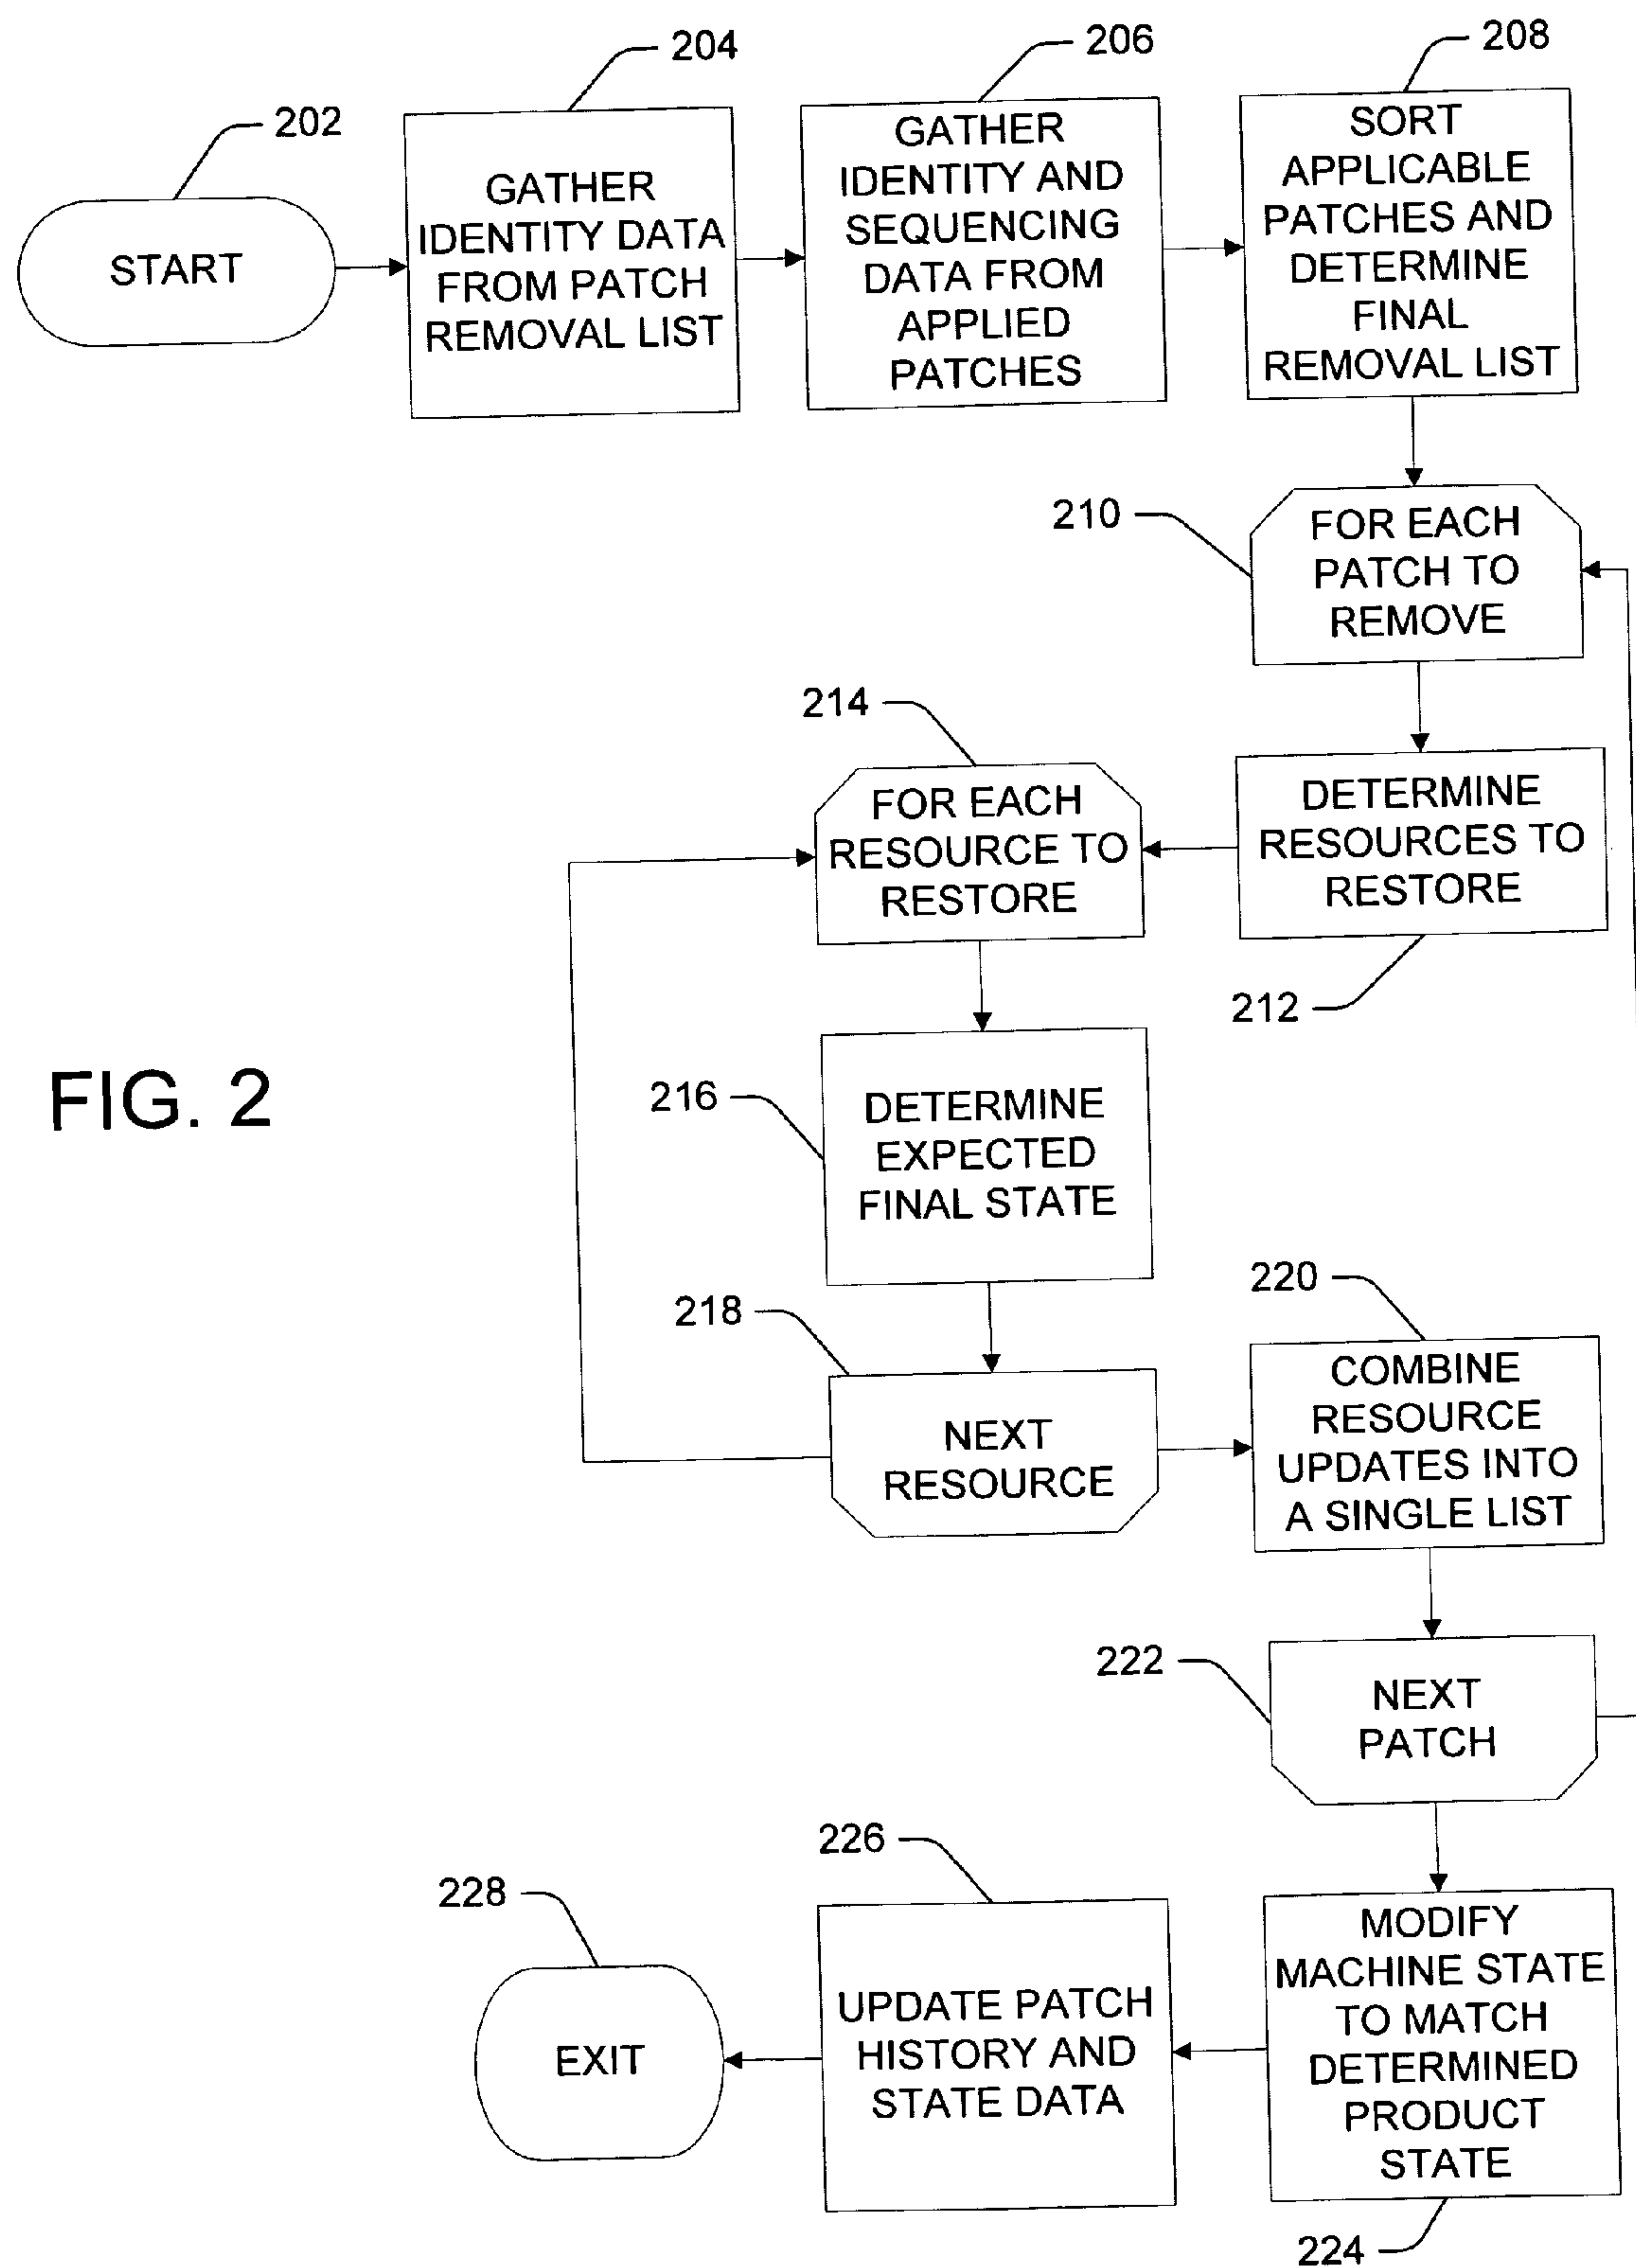 202
START
204
GATHER
IDENTITY DATA
FROM PATCH
REMOVAL LIST
206
GATHER
IDENTITY AND
SEQUENCING
DATA FROM
APPLIED
PATCHES
208
SORT
APPLICABLE
PATCHES AND
DETERMINE
FINAL
REMOVAL LIST
210
FOR EACH
PATCH TO
REMOVE
DETERMINE
RESOURCES TO
RESTORE
212
214
FOR EACH
RESOURCE TO
RESTORE
FIG. 2
216
DETERMINE
EXPECTED
FINAL STATE
218
NEXT
RESOURCE
220
COMBINE
RESOURCE
UPDATES INTO
A SINGLE LIST
222
NEXT
PATCH
MODIFY
MACHINE STATE
TO MATCH
DETERMINED
PRODUCT
STATE
224
226
UPDATE PATCH
HISTORY AND
STATE DATA
228
EXIT